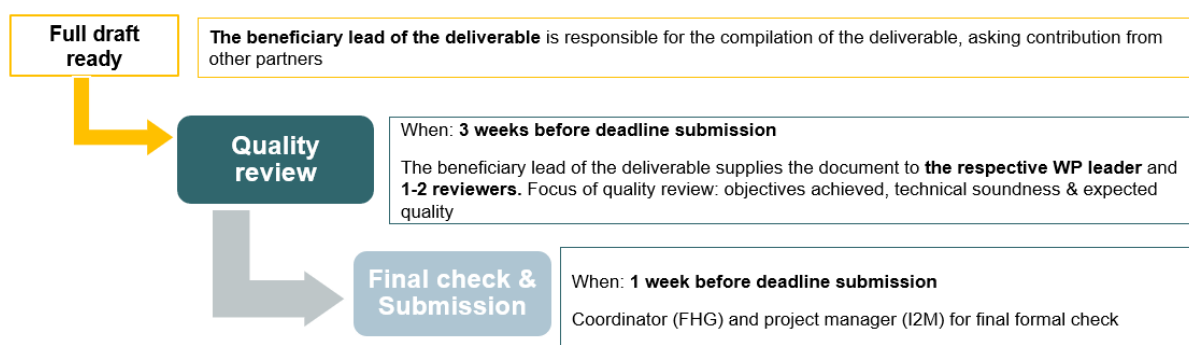 Full draft
ready
The beneficiary lead of the deliverable is responsible for the compilation of the deliverable, asking contribution from
other partners
Quality
review
When: 3 weeks before deadline submission
The beneficiary lead of the deliverable supplies the document to the respective WP leader and
1-2 reviewers. Focus of quality review: objectives achieved, technical soundness & expected
quality
Final check &
Submission
When: 1 week before deadline submission
Coordinator (FHG) and project manager (I2M) for final formal check